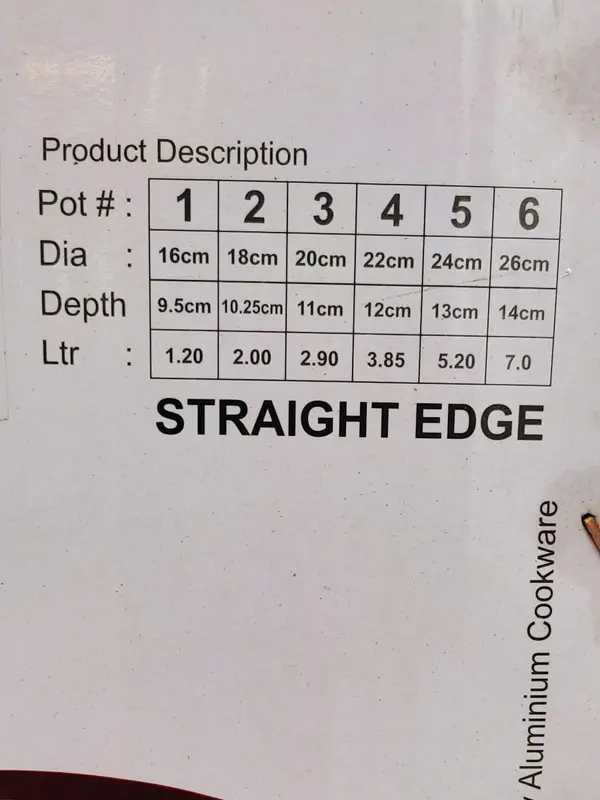 Product Description
Pot # : 1 2 3 4 5 6
Dia : 16cm 18cm 20cm 22cm 24cm 26cm
Depth 9.5cm 10.25cm 11cm 12cm 13cm 14cm
Ltr : 1.20 2.00 2.90 3.85 5.20 7.0
STRAIGHT EDGE
Aluminium Cookware